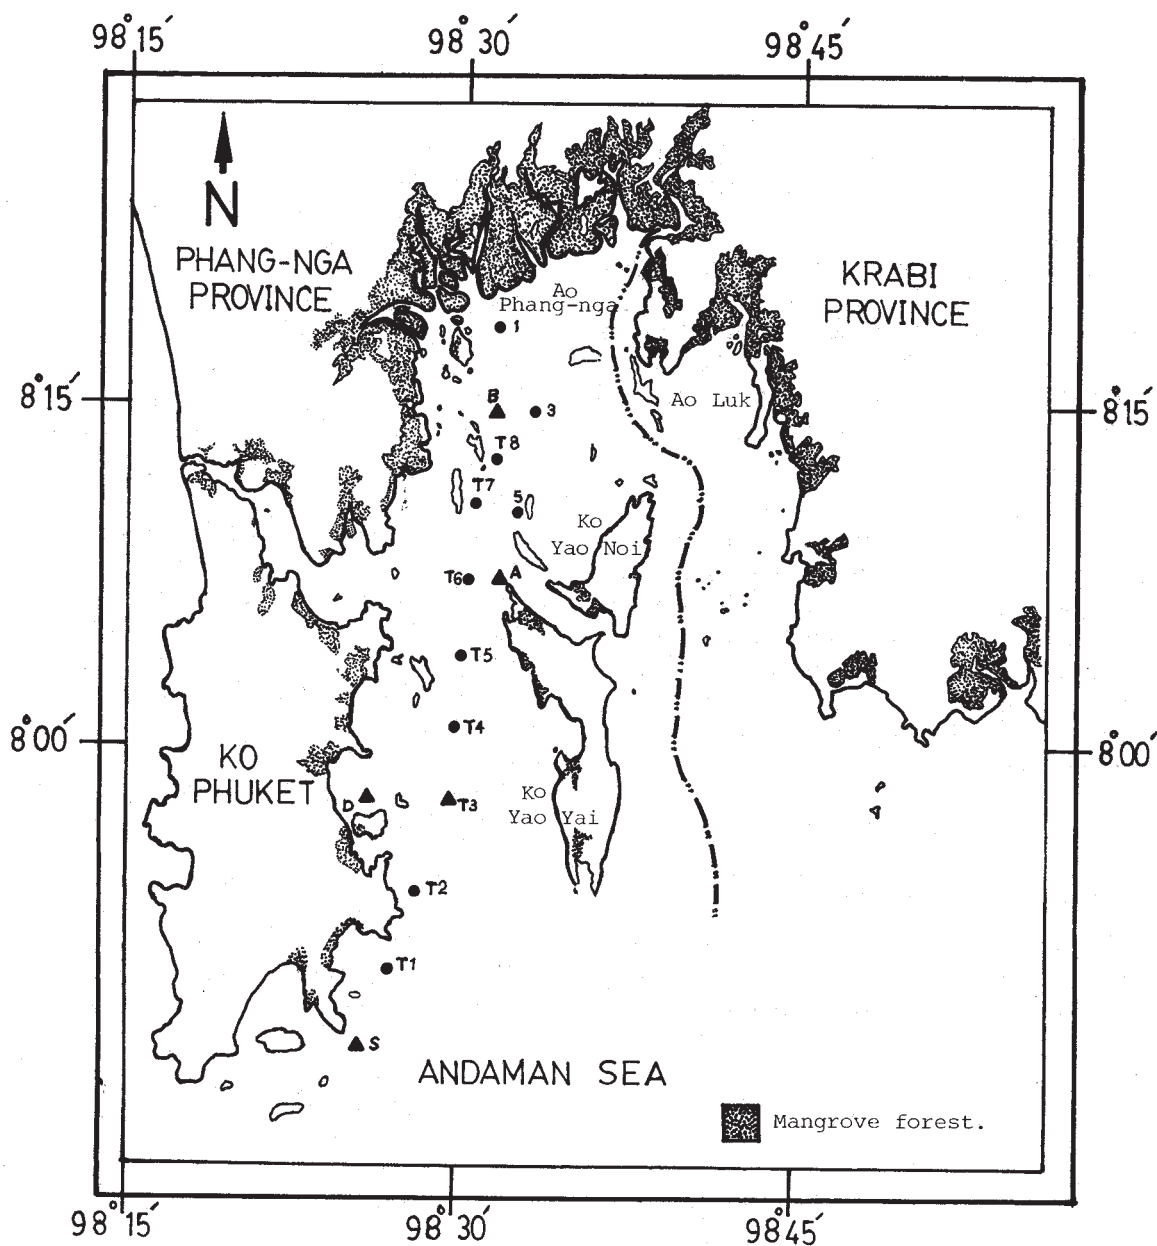 98°15′
98°30′
98°45′
N
PHANG-NGA
PROVINCE
KRABI
PROVINCE
Ao
Phang-nga
1
8°15′
8°15′
B
3
Ao Luk
T8
T7
5
Ko
Yao Noi
T6
A
T5
T4
8°00′
8°00′
KO
PHUKET
D
T3
Ko
Yao Yai
T2
T1
S
ANDAMAN SEA
Mangrove forest.
98°15′
98°30′
98°45′